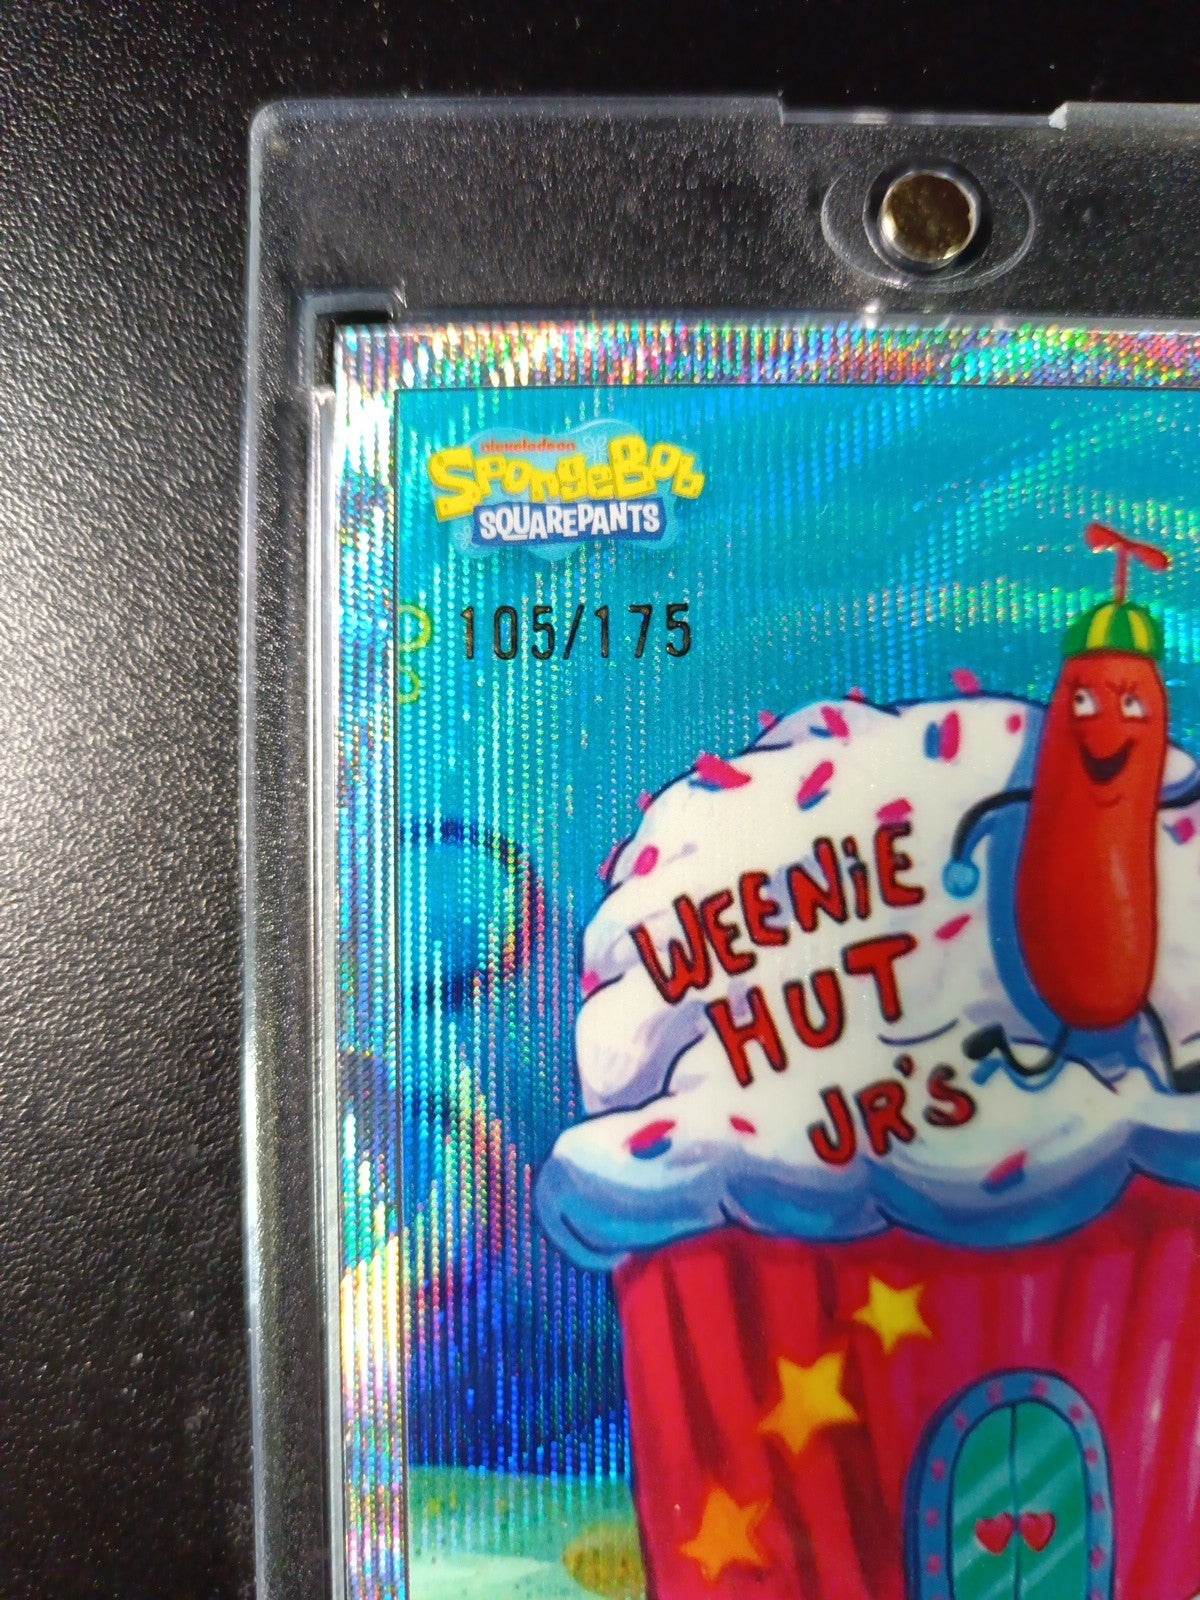 nickelodeon
SPONGEBOB
SQUAREPANTS
105/175
WEENiE
HUT
JR'S